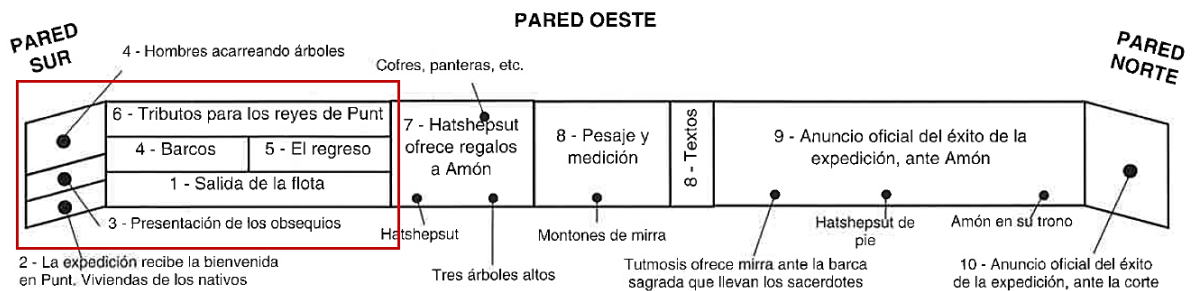 PARED OESTE
PARED
SUR
4 - Hombres acarreando árboles
Cofres, panteras, etc.
PARED
NORTE
6 - Tributos para los reyes de Punt
4 - Barcos
5 - El regreso
1 - Salida de la flota
7 - Hatshepsut
ofrece regalos
a Amón
8 - Pesaje y
medición
8 - Textos
9 - Anuncio oficial del éxito de la
expedición, ante Amón
3 - Presentación de los obsequios
2 - La expedición recibe la bienvenida
en Punt. Viviendas de los nativos
Hatshepsut
Tres árboles altos
Montones de mirra
Tutmosis ofrece mirra ante la barca
sagrada que llevan los sacerdotes
Hatshepsut de
pie
Amón en su trono
10 - Anuncio oficial del éxito
de la expedición, ante la corte